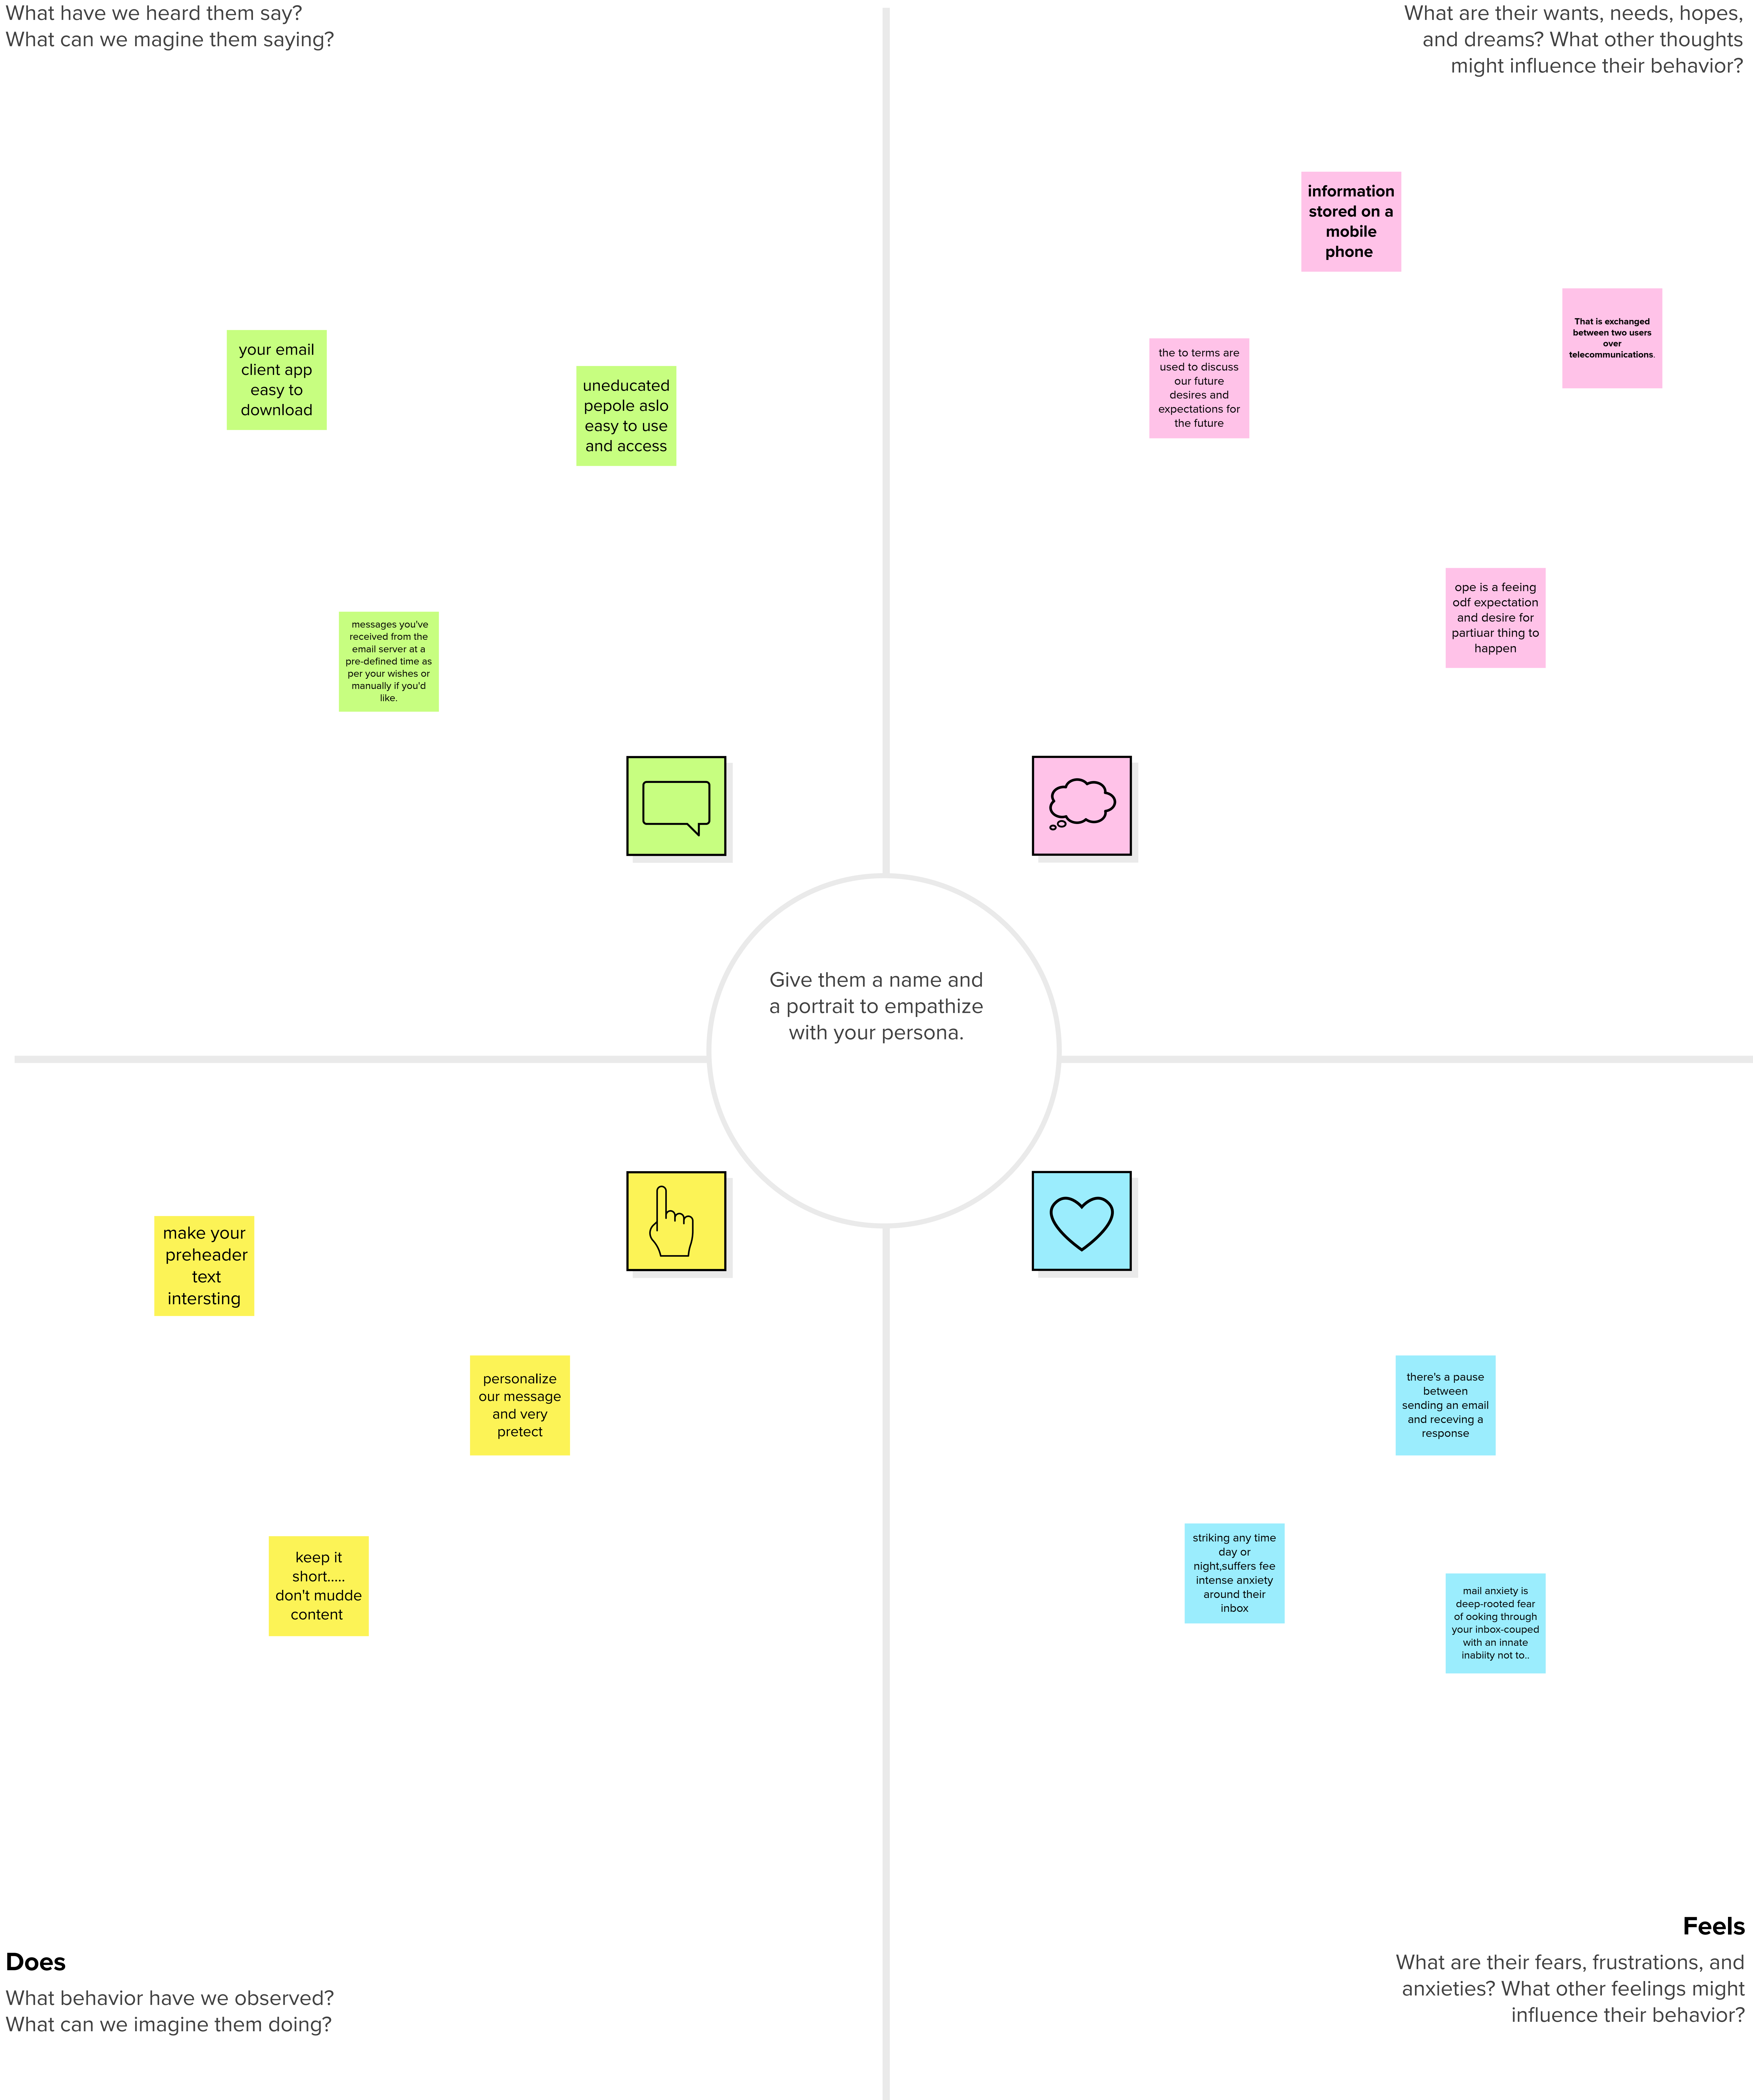 What have we heard them say?
What can we magine them saying?
What are their wants, needs, hopes,
and dreams? What other thoughts
might influence their behavior?
your email
client app
easy to
download
uneducated
pepole aslo
easy to use
and access
messages you've
received from the
email server at a
pre-defined time as
per your wishes or
manually if you'd
like.
information
stored on a
mobile
phone
That is exchanged
between two users
over
telecommunications.
the to terms are
used to discuss
our future
desires and
expectations for
the future
ope is a feeing
odf expectation
and desire for
partiuar thing to
happen
Give them a name and
a portrait to empathize
with your persona.
make your
preheader
text
intersting
personalize
our message
and very
pretect
keep it
short.....
don't mudde
content
there's a pause
between
sending an email
and receving a
response
striking any time
day or
night,suffers fee
intense anxiety
around their
inbox
mail anxiety is
deep-rooted fear
of ooking through
your inbox-couped
with an innate
inabiity not to..
Does
What behavior have we observed?
What can we imagine them doing?
Feels
What are their fears, frustrations, and
anxieties? What other feelings might
influence their behavior?